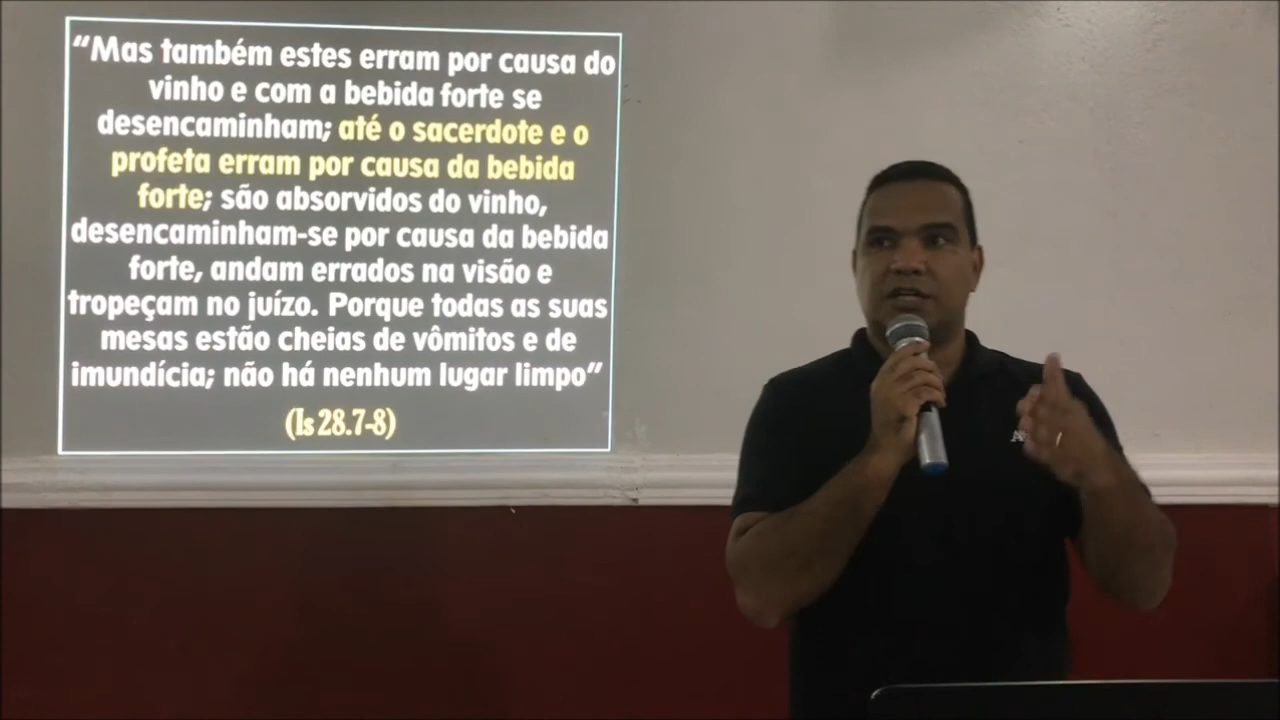 “Mas também estes erram por causa do
vinho e com a bebida forte se
desencaminham; até o sacerdote e o
profeta erram por causa da bebida
forte; são absorvidos do vinho,
desencaminham-se por causa da bebida
forte, andam errados na visão e
tropeçam no juízo. Porque todas as suas
mesas estão cheias de vômitos e de
imundícia; não há nenhum lugar limpo”
(Is 28.7-8)